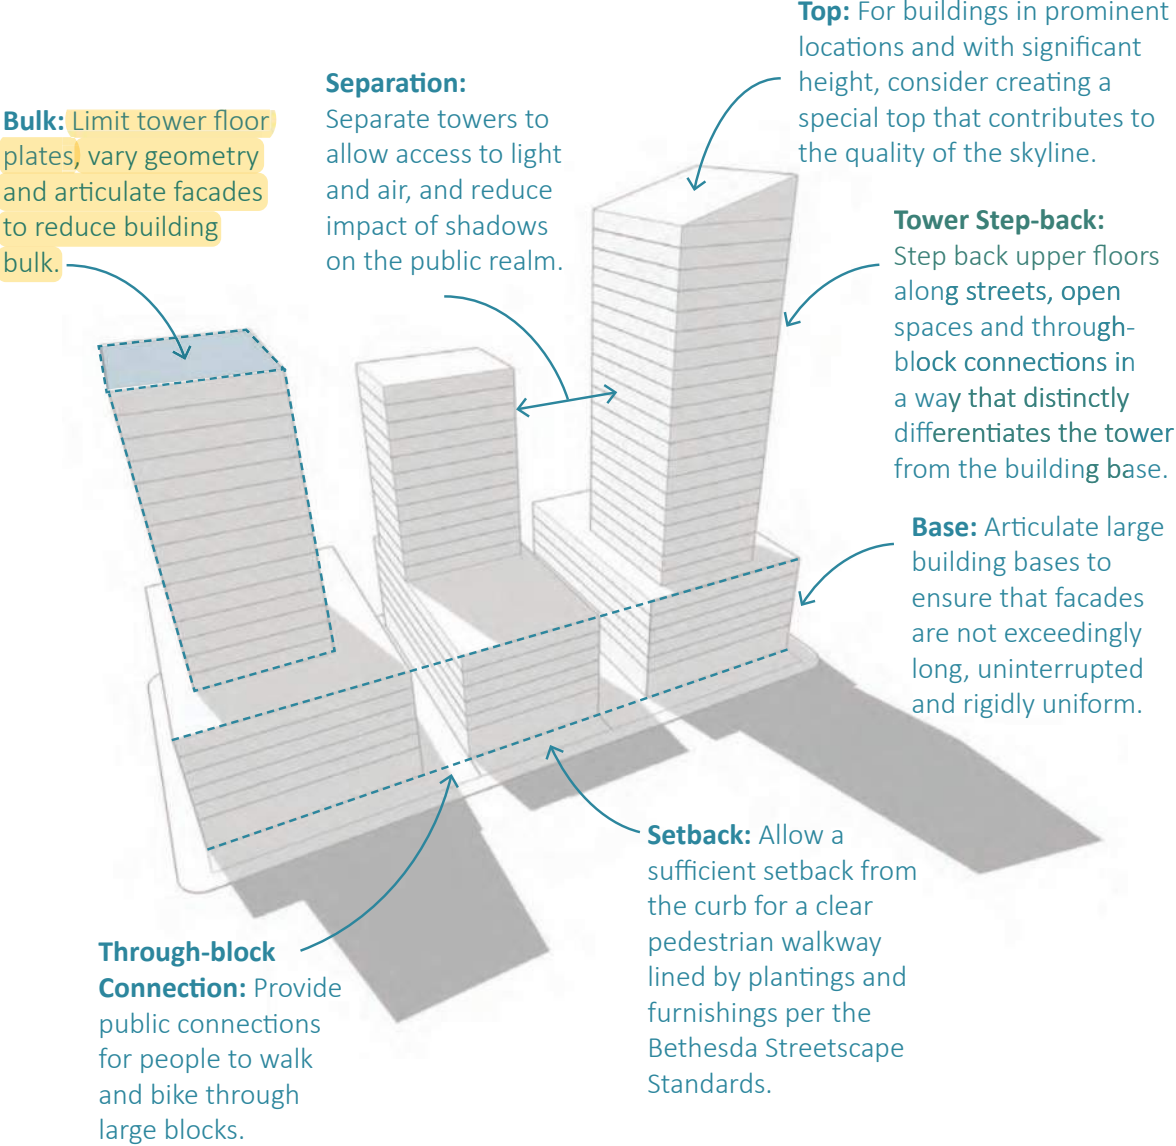 Top: For buildings in prominent
locations and with significant
height, consider creating a
special top that contributes to
the quality of the skyline.
Separation:
Separate towers to
allow access to light
and air, and reduce
impact of shadows
on the public realm.
Bulk: Limit tower floor
plates, vary geometry
and articulate facades
to reduce building
bulk.
Tower Step-back:
Step back upper floors
along streets, open
spaces and through-
block connections in
a way that distinctly
differentiates the tower
from the building base.
Base: Articulate large
building bases to
ensure that facades
are not exceedingly
long, uninterrupted
and rigidly uniform.
Setback: Allow a
sufficient setback from
the curb for a clear
pedestrian walkway
lined by plantings and
furnishings per the
Bethesda Streetscape
Standards.
Through-block
Connection: Provide
public connections
for people to walk
and bike through
large blocks.